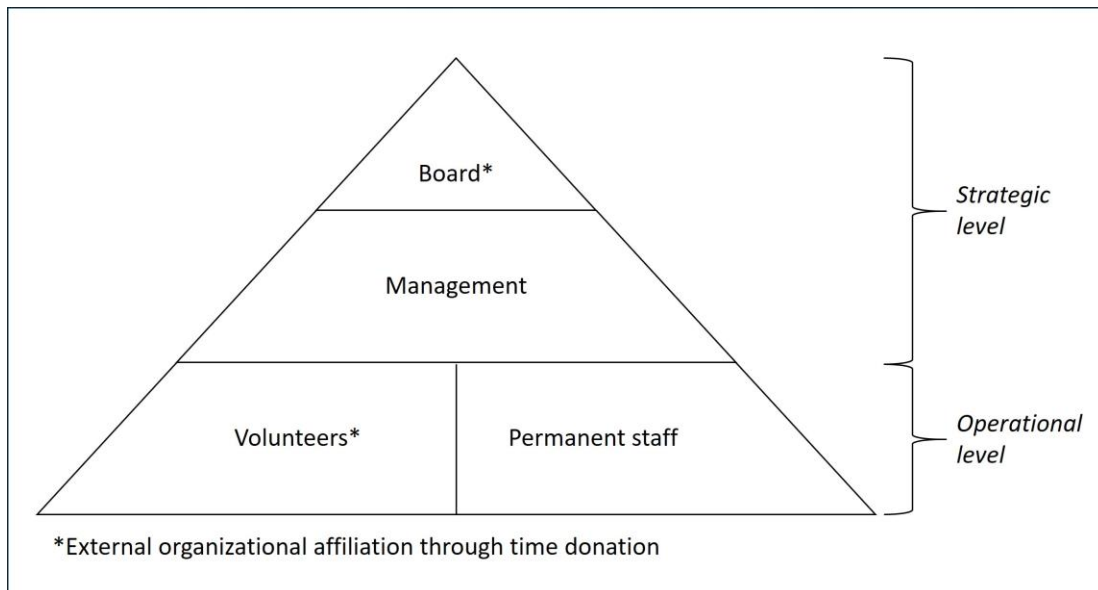 Board*
Strategic
level
Management
Volunteers*
Permanent staff
Operational
level
*External organizational affiliation through time donation